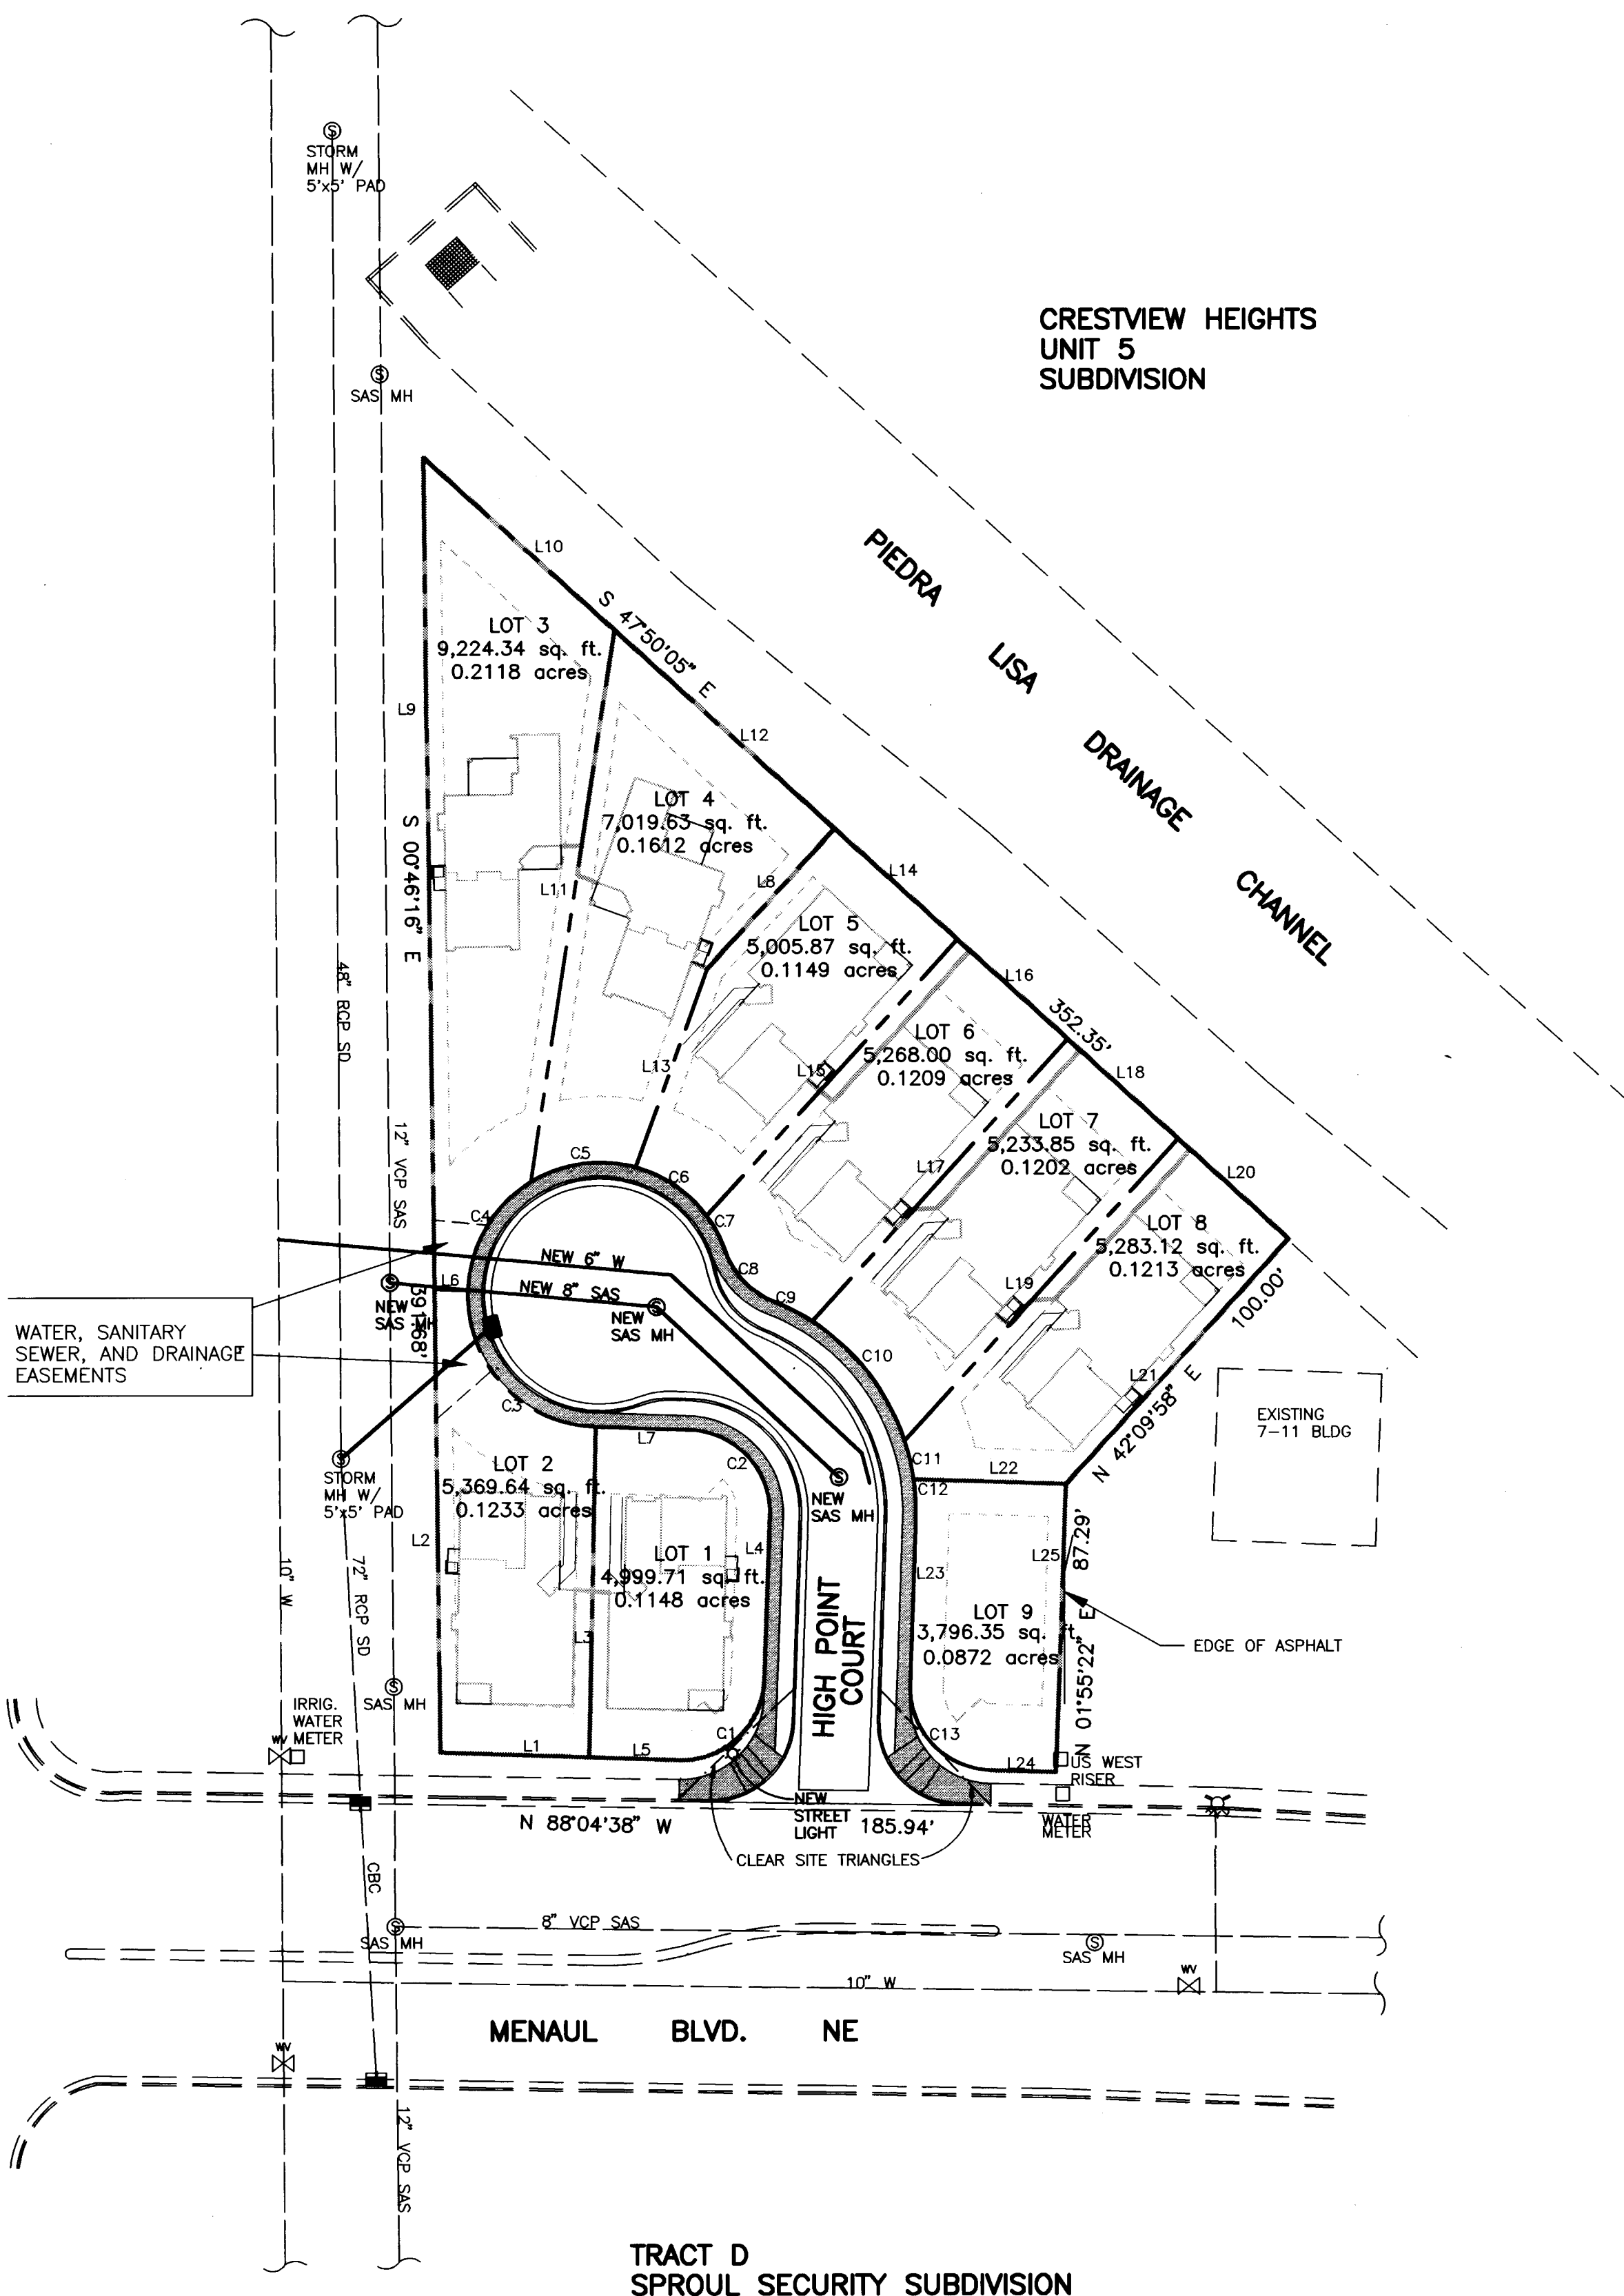 STORM
MH W/
5'x5' PAD
SAS MH
CRESTVIEW HEIGHTS
UNIT 5
SUBDIVISION
PIEDRA LISA DRAINAGE CHANNEL
L10
S 47°50'05" E
352.35'
LOT 3
9,224.34 sq. ft.
0.2118 acres
L9
L12
S 00°46'16" E
391.68'
LOT 4
7,019.63 sq. ft.
0.1612 acres
L11
L8
L14
LOT 5
5,005.87 sq. ft.
0.1149 acres
L16
48" RCP SD
LOT 6
5,268.00 sq. ft.
0.1209 acres
L13
L15
L18
LOT 7
5,233.85 sq. ft.
0.1202 acres
12" VCP SAS
C5
C6
L17
L20
C4
C7
LOT 8
5,283.12 sq. ft.
0.1213 acres
NEW 6" W
C8
L6
NEW 8" SAS
C9
L19
NEW
SAS MH
NEW
SAS MH
100.00'
WATER, SANITARY
SEWER, AND DRAINAGE
EASEMENTS
C10
L21
N 42°09'58" E
C3
EXISTING
7-11 BLDG
L7
C2
C11
L22
C12
LOT 2
5,369.64 sq. ft.
0.1233 acres
STORM
MH W/
5'x5' PAD
NEW
SAS MH
L2
10" W
72" RCP SD
LOT 1
4,999.71 sq. ft.
0.1148 acres
L4
L23
L25
87.29'
N 01°55'22" E
HIGH POINT
COURT
LOT 9
3,796.35 sq. ft.
0.0872 acres
L3
EDGE OF ASPHALT
SAS MH
IRRIG.
WATER
METER
WV
L1
L5
C1
C13
L24
US WEST
RISER
N 88°04'38" W
185.94'
NEW
STREET
LIGHT
WATER
METER
CLEAR SITE TRIANGLES
CBC
8" VCP SAS
SAS MH
SAS MH
10" W
WV
MENAUL BLVD. NE
WV
12" VCP SAS
TRACT D
SPROUL SECURITY SUBDIVISION